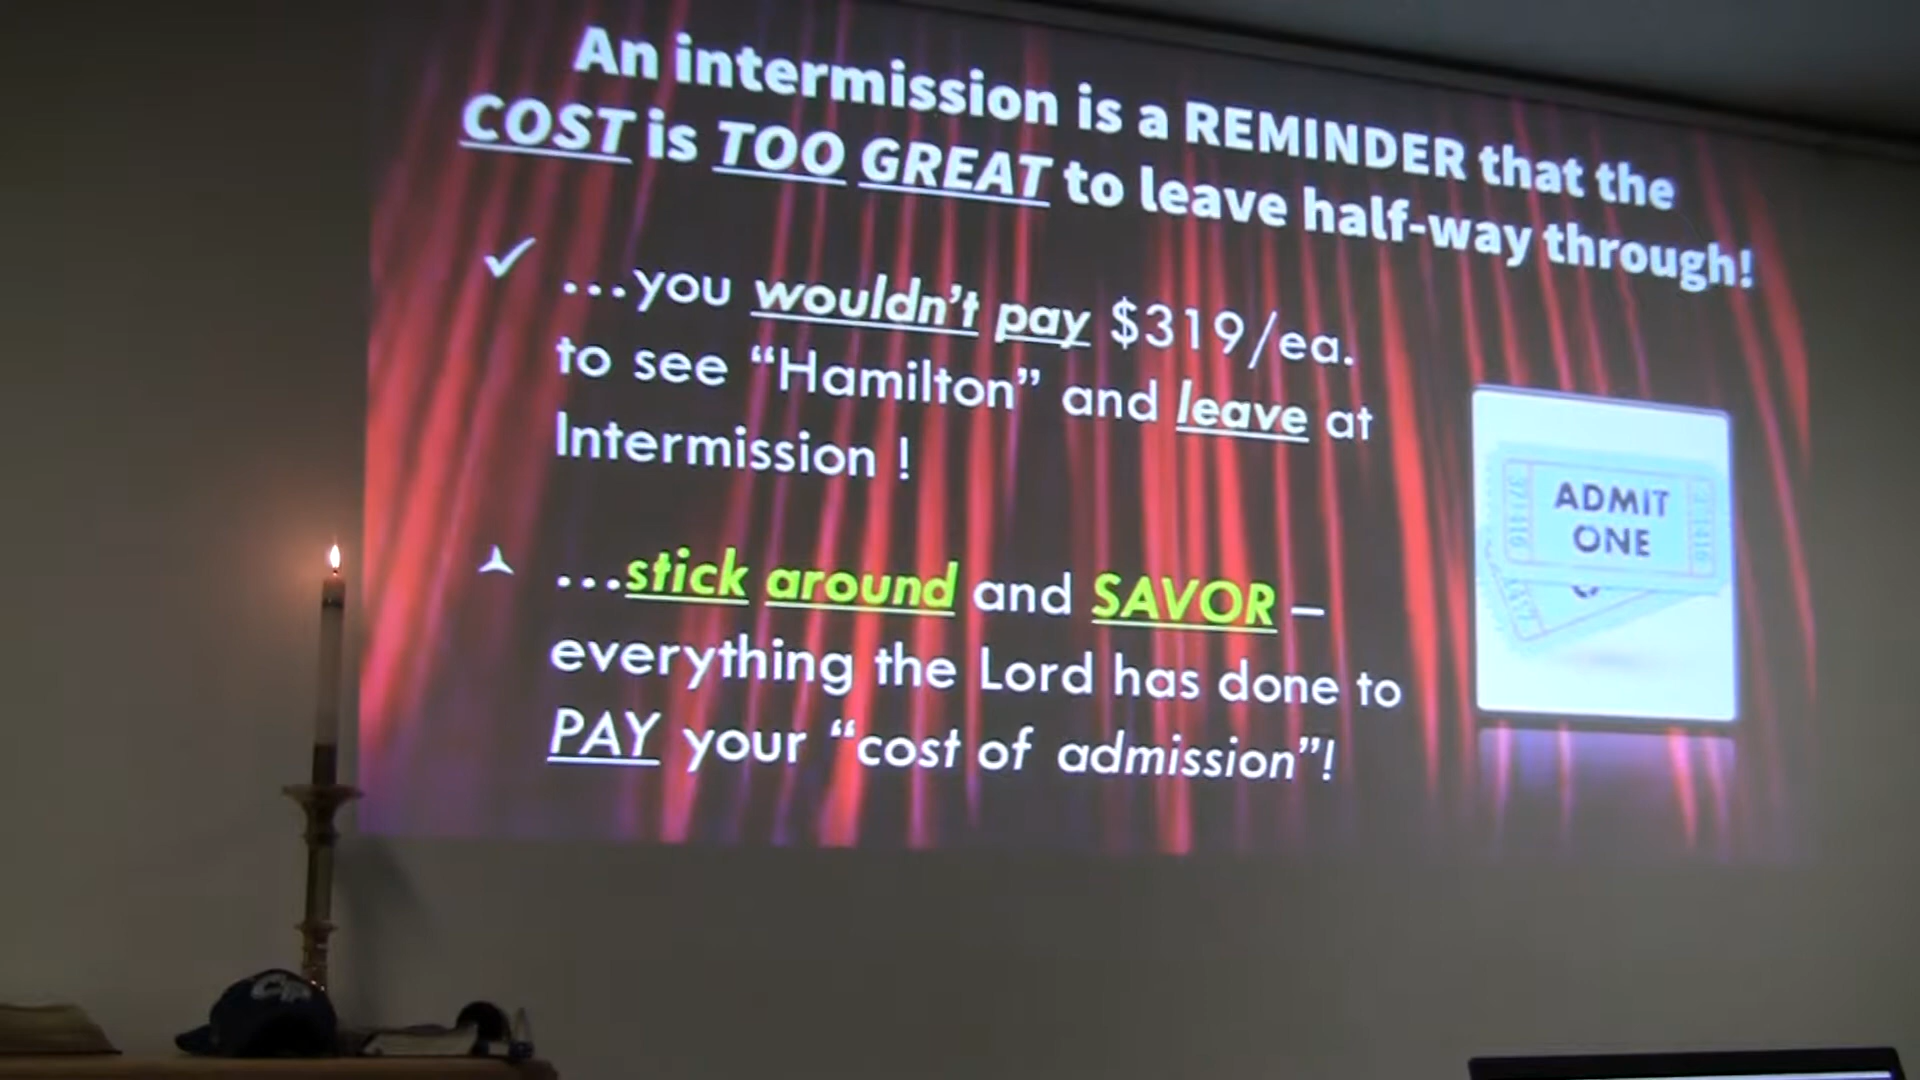 An intermission is a REMINDER that the
COST is TOO GREAT to leave half-way through!
...you wouldn't pay $319/ea.
to see “Hamilton” and leave at
Intermission !
...stick around and SAVOR –
everything the Lord has done to
PAY your “cost of admission”!
ADMIT
ONE